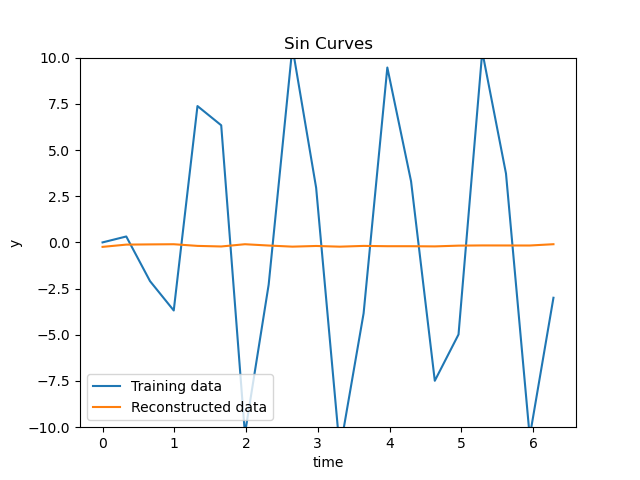 Sin Curves
10.0
7.5
5.0
2.5
0.0
−2.5
−5.0
−7.5
−10.0
y
Training data
Reconstructed data
0 1 2 3 4 5 6
time